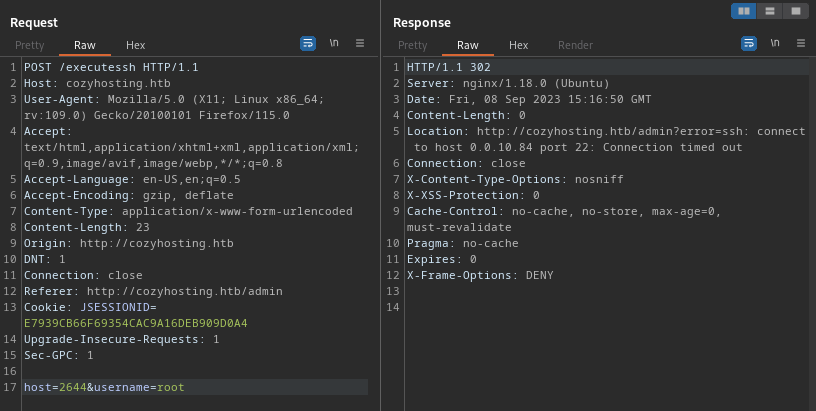 Request
Pretty Raw Hex \n
1 POST /executessh HTTP/1.1
2 Host: cozyhosting.htb
3 User-Agent: Mozilla/5.0 (X11; Linux x86_64;
rv:109.0) Gecko/20100101 Firefox/115.0
4 Accept:
text/html,application/xhtml+xml,application/xml;
q=0.9,image/avif,image/webp,*/*;q=0.8
5 Accept-Language: en-US,en;q=0.5
6 Accept-Encoding: gzip, deflate
7 Content-Type: application/x-www-form-urlencoded
8 Content-Length: 23
9 Origin: http://cozyhosting.htb
10 DNT: 1
11 Connection: close
12 Referer: http://cozyhosting.htb/admin
13 Cookie: JSESSIONID=
E7939CB66F69354CAC9A16DEB909D0A4
14 Upgrade-Insecure-Requests: 1
15 Sec-GPC: 1
16
17 host=2644&username=root
Response
Pretty Raw Hex Render \n
1 HTTP/1.1 302
2 Server: nginx/1.18.0 (Ubuntu)
3 Date: Fri, 08 Sep 2023 15:16:50 GMT
4 Content-Length: 0
5 Location: http://cozyhosting.htb/admin?error=ssh: connect
to host 0.0.10.84 port 22: Connection timed out
6 Connection: close
7 X-Content-Type-Options: nosniff
8 X-XSS-Protection: 0
9 Cache-Control: no-cache, no-store, max-age=0,
must-revalidate
10 Pragma: no-cache
11 Expires: 0
12 X-Frame-Options: DENY
13
14